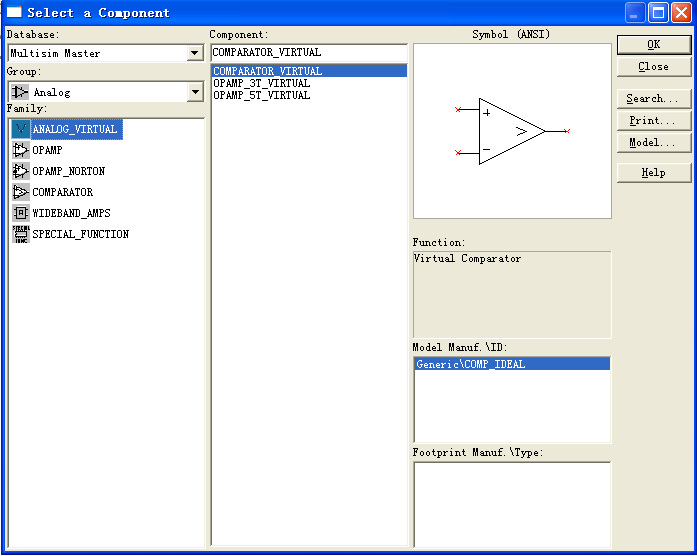 Select a Component
Database:
Multisim Master
Group:
Analog
Family:
ANALOG_VIRTUAL
OPAMP
OPAMP_NORTON
COMPARATOR
WIDEBAND_AMPS
SPECIAL_FUNCTION
Component:
COMPARATOR_VIRTUAL
COMPARATOR_VIRTUAL
OPAMP_3T_VIRTUAL
OPAMP_5T_VIRTUAL
Symbol (ANSI)
+
>
−
Function:
Virtual Comparator
Model Manuf.\ID:
Generic\COMP_IDEAL
Footprint Manuf.\Type:
OK
Close
Search...
Print...
Model...
Help